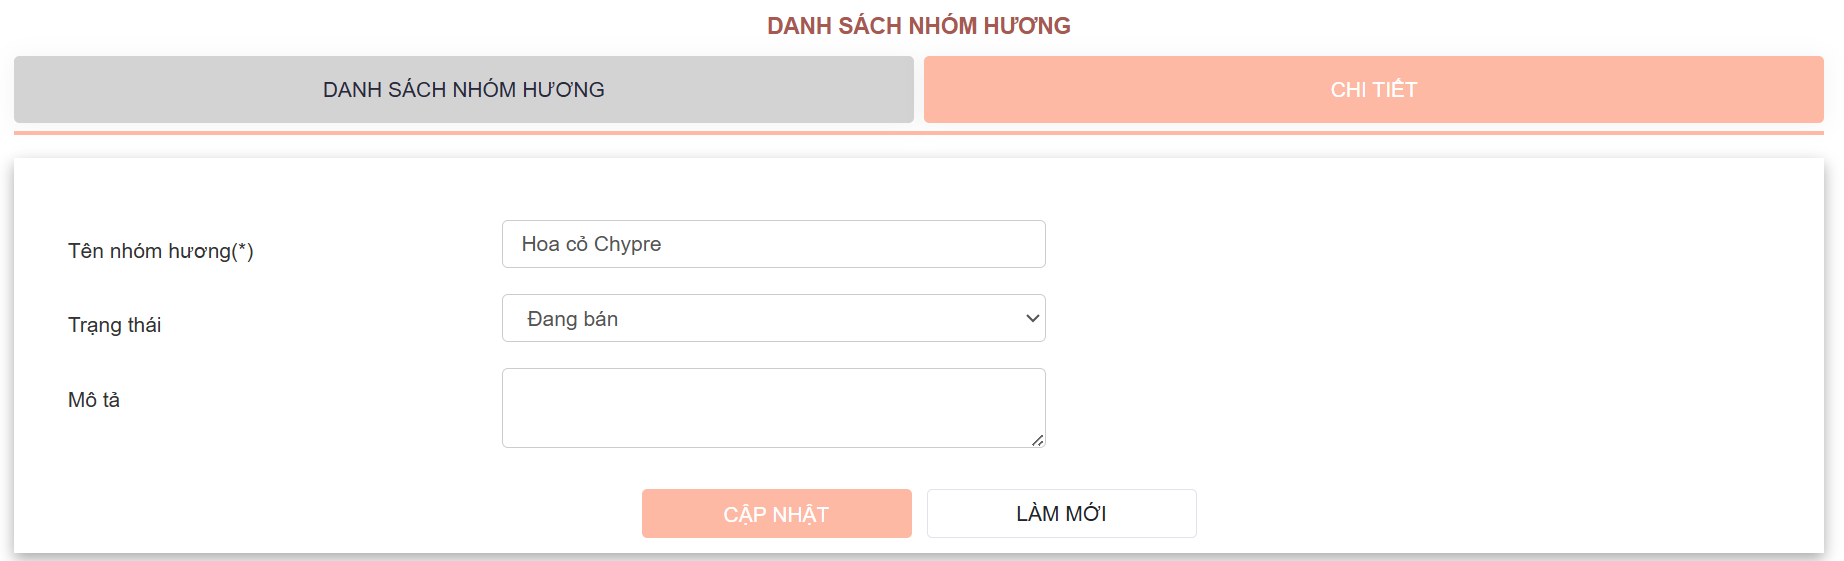 DANH SÁCH NHÓM HƯƠNG
DANH SÁCH NHÓM HƯƠNG
CHI TIẾT
Tên nhóm hương(*)
Hoa cỏ Chypre
Trạng thái
Đang bán
Mô tả
CẬP NHẬT
LÀM MỚI